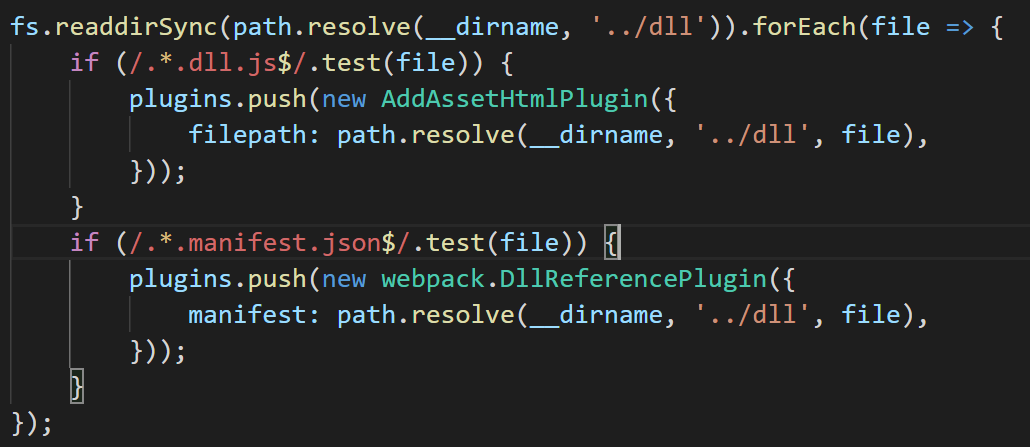 fs.readdirSync(path.resolve(__dirname, '../dll')).forEach(file => {
    if (/.*.dll.js$/.test(file)) {
        plugins.push(new AddAssetHtmlPlugin({
            filepath: path.resolve(__dirname, '../dll', file),
        }));
    }
    if (/.*.manifest.json$/.test(file)) {
        plugins.push(new webpack.DllReferencePlugin({
            manifest: path.resolve(__dirname, '../dll', file),
        }));
    }
});